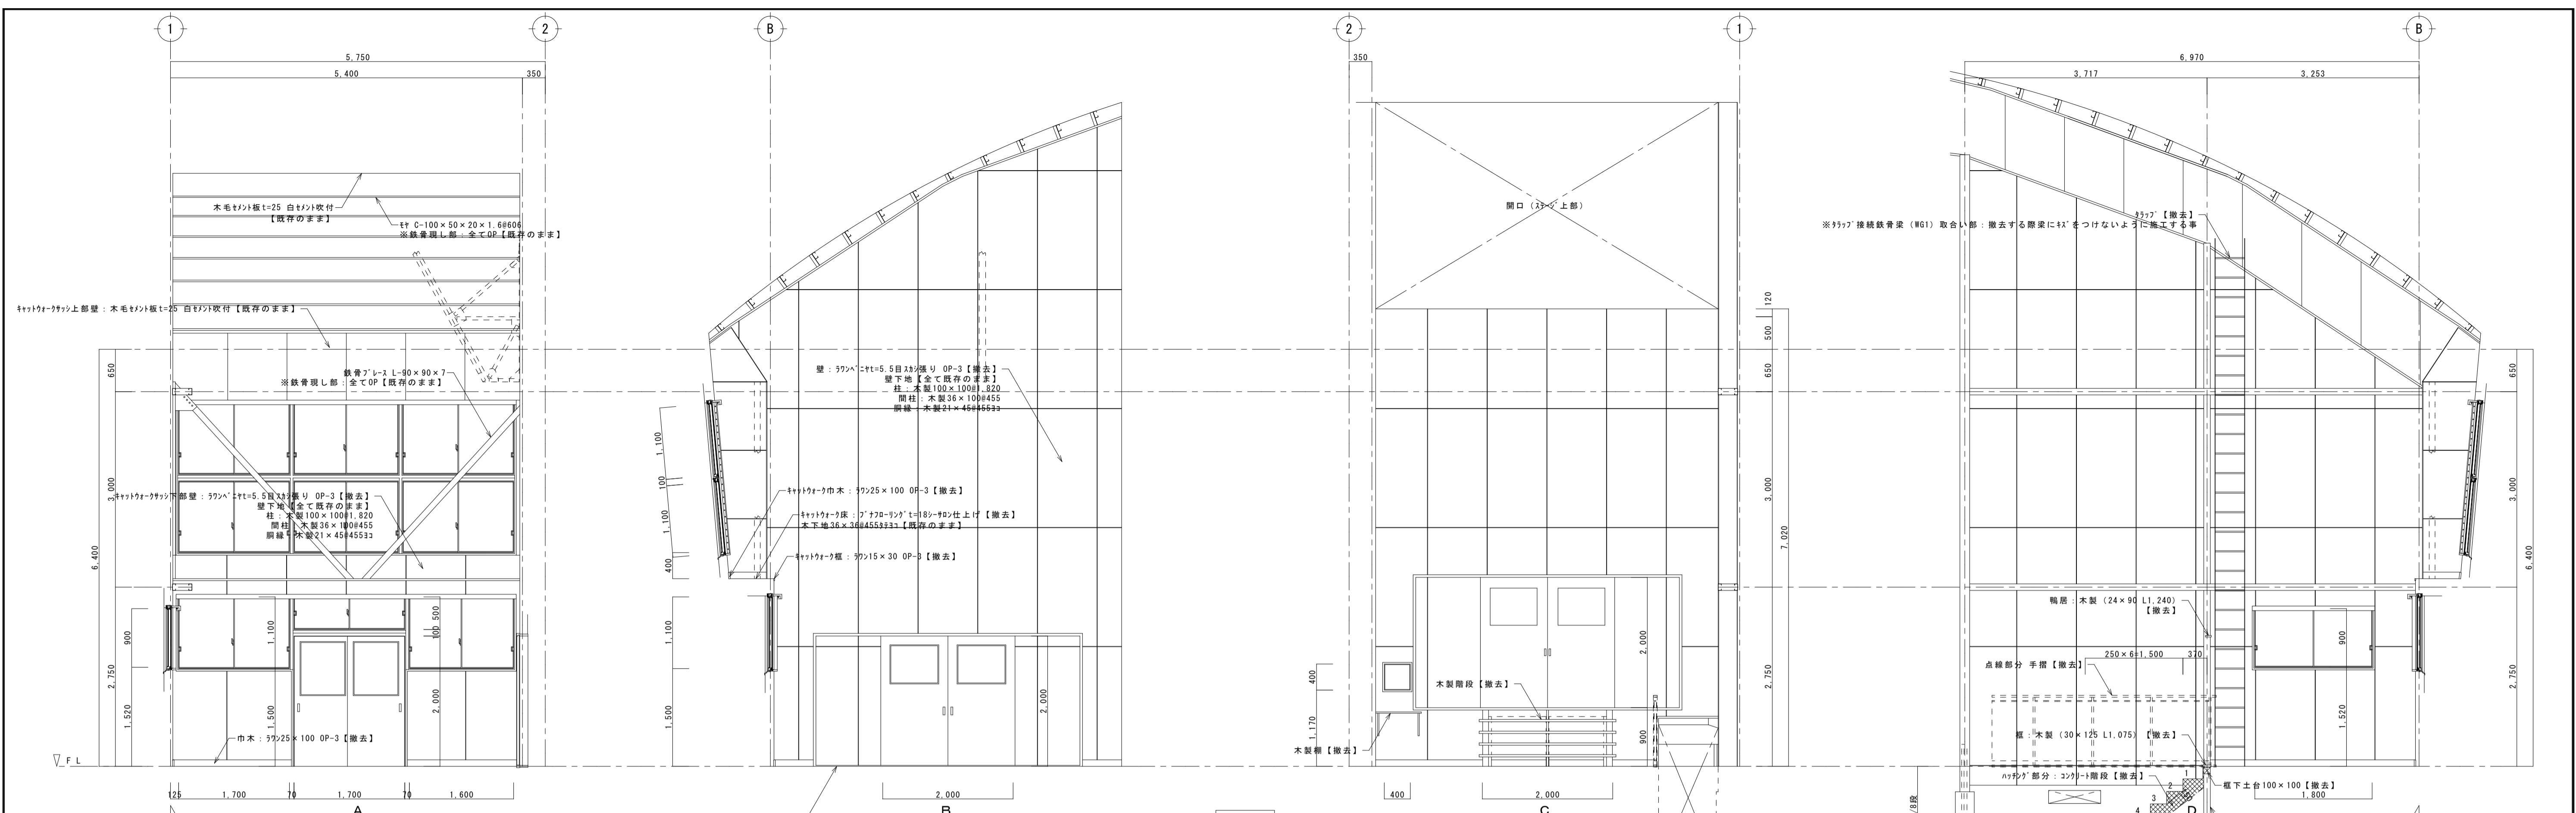 1
2
B
2
1
B
5,750
5,400
350
350
6,970
3,717
3,253
木毛ｾﾒﾝﾄ板t=25 白ｾﾒﾝﾄ吹付
【既存のまま】
ﾓﾔ C-100×50×20×1.6@606
※鉄骨現し部：全てOP【既存のまま】
ｷｬｯﾄｳｫｰｸｻｯｼ上部壁：木毛ｾﾒﾝﾄ板t=25 白ｾﾒﾝﾄ吹付【既存のまま】
鉄骨ﾌﾞﾚｰｽ L-90×90×7
※鉄骨現し部：全てOP【既存のまま】
ｷｬｯﾄｳｫｰｸｻｯｼ下部壁：ﾗﾜﾝﾍﾞﾆﾔt=5.5目ｽｶｼ張り OP-3【撤去】
壁下地【全て既存のまま】
柱：木製100×100@1,820
間柱：木製36×100@455
胴縁：木製21×45@455ﾖｺ
巾木：ﾗﾜﾝ25×100 OP-3【撤去】
650
3,000
6,400
2,750
900
1,520
1,100
1,500
500
100
2,000
FL
125
1,700
70
1,700
70
1,600
A
壁：ﾗﾜﾝﾍﾞﾆﾔt=5.5目ｽｶｼ張り OP-3【撤去】
壁下地【全て既存のまま】
柱：木製100×100@1,820
間柱：木製36×100@455
胴縁：木製21×45@455ﾖｺ
ｷｬｯﾄｳｫｰｸ巾木：ﾗﾜﾝ25×100 OP-3【撤去】
ｷｬｯﾄｳｫｰｸ床：ﾌﾞﾅﾌﾛｰﾘﾝｸﾞt=18ｼｰｻﾛﾝ仕上げ【撤去】
木下地36×36@455ﾀﾃﾖｺ【既存のまま】
ｷｬｯﾄｳｫｰｸ框：ﾗﾜﾝ15×30 OP-3【撤去】
1,100
100
1,100
400
1,100
1,500
2,000
2,000
B
開口（ｽﾃｰｼﾞ上部）
120
500
650
3,000
7,020
2,750
2,000
900
400
1,170
木製階段【撤去】
木製棚【撤去】
400
2,000
C
ﾀﾗｯﾌﾟ【撤去】
※ﾀﾗｯﾌﾟ接続鉄骨梁（WG1）取合い部：撤去する際梁にｷｽﾞをつけないように施工する事
鴨居：木製（24×90 L1,240）
【撤去】
250×6=1,500
370
点線部分 手摺【撤去】
框：木製（30×125 L1,075）【撤去】
ﾊｯﾁﾝｸﾞ部分：ｺﾝｸﾘｰﾄ階段【撤去】
框下土台100×100【撤去】
1
2
3
4
650
3,000
6,400
2,750
900
1,520
1,800
D